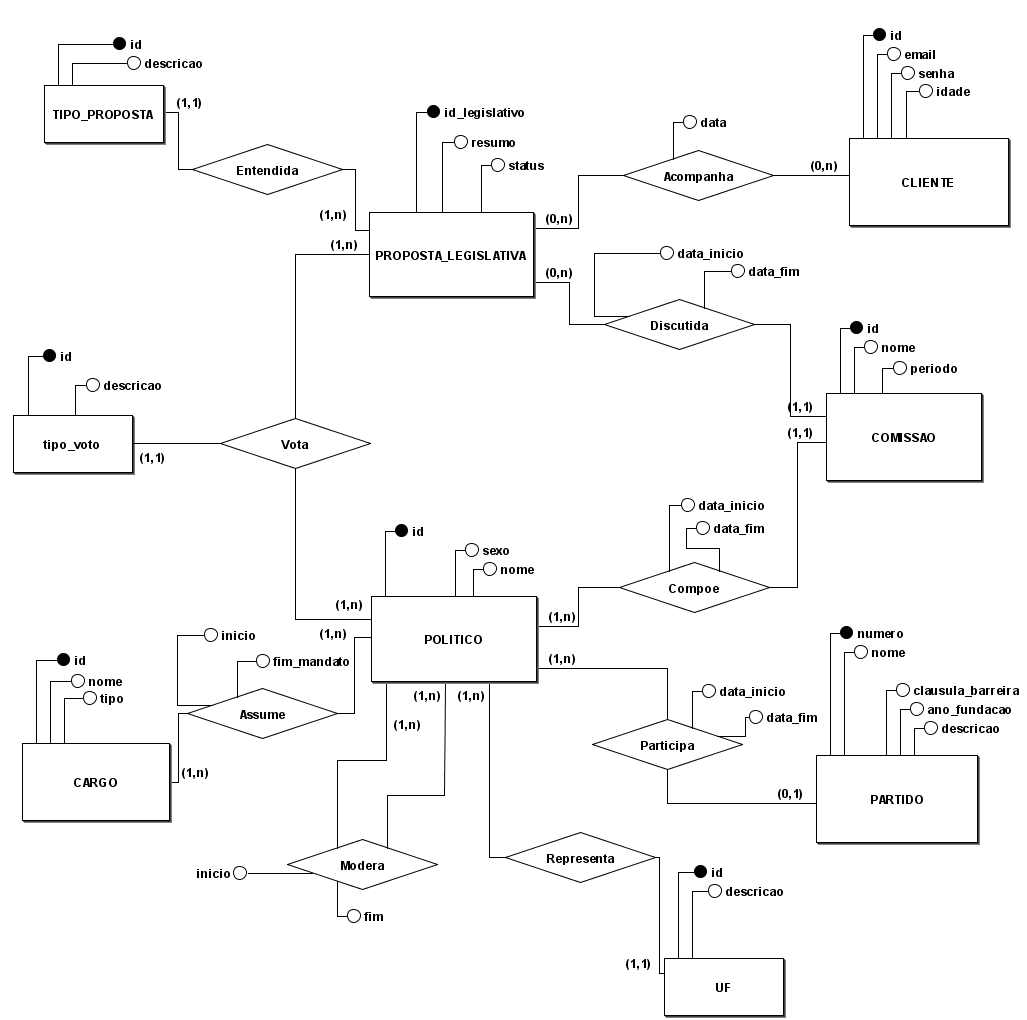 id
descricao
TIPO_PROPOSTA
(1,1)
Entendida
(1,n)
id_legislativo
resumo
status
PROPOSTA_LEGISLATIVA
(1,n)
(0,n)
(0,n)
data
Acompanha
(0,n)
id
email
senha
idade
CLIENTE
data_inicio
data_fim
Discutida
(1,1)
id
nome
periodo
COMISSAO
(1,1)
id
descricao
tipo_voto
(1,1)
Vota
(1,n)
id
sexo
nome
POLITICO
(1,n)
data_inicio
data_fim
Compoe
(1,n)
(1,n)
inicio
fim_mandato
Assume
id
nome
tipo
CARGO
(1,n)
(1,n)
(1,n)
(1,n)
data_inicio
data_fim
Participa
(0,1)
numero
nome
clausula_barreira
ano_fundacao
descricao
PARTIDO
inicio
Modera
fim
Representa
(1,1)
id
descricao
UF